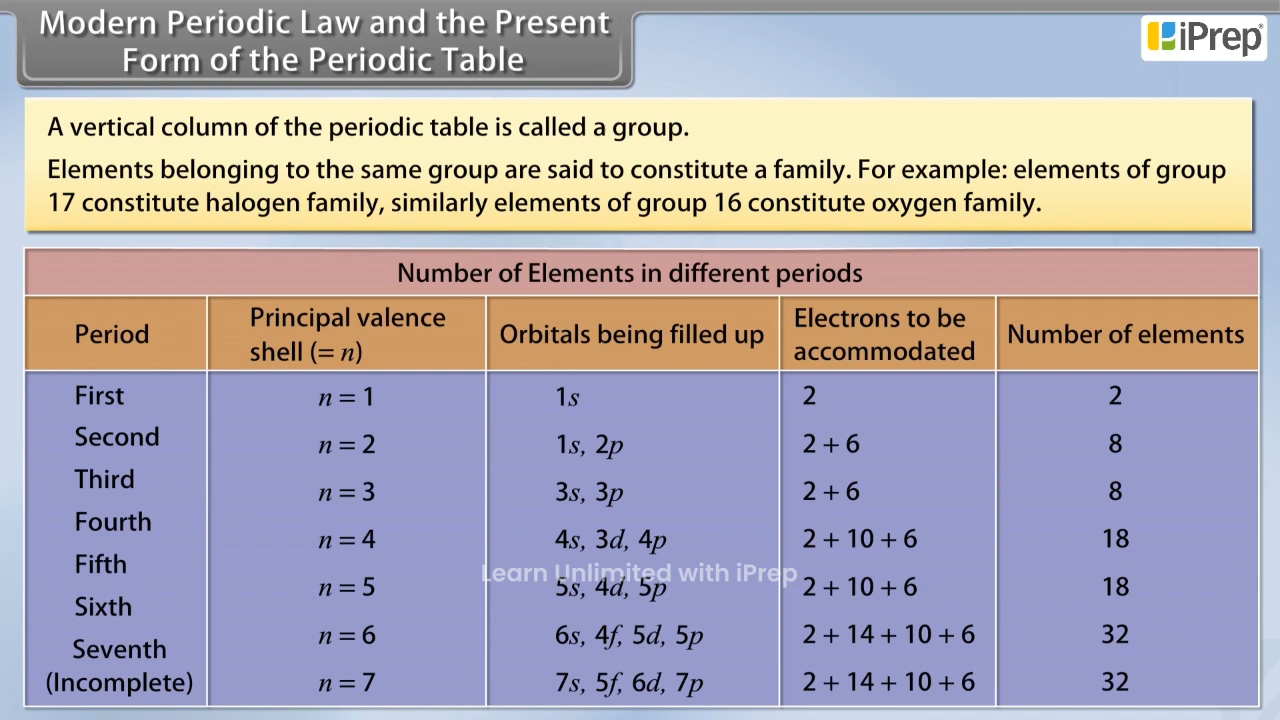 Modern Periodic Law and the Present
Form of the Periodic Table
iPrep
A vertical column of the periodic table is called a group.
Elements belonging to the same group are said to constitute a family. For example: elements of group
17 constitute halogen family, similarly elements of group 16 constitute oxygen family.
Number of Elements in different periods
Period Principal valence shell (= n) Orbitals being filled up Electrons to be accommodated Number of elements
First n = 1 1s 2 2
Second n = 2 1s, 2p 2 + 6 8
Third n = 3 3s, 3p 2 + 6 8
Fourth n = 4 4s, 3d, 4p 2 + 10 + 6 18
Learn Unlimited with iPrep
Fifth n = 5 5s, 4d, 5p 2 + 10 + 6 18
Sixth n = 6 6s, 4f, 5d, 5p 2 + 14 + 10 + 6 32
Seventh (Incomplete) n = 7 7s, 5f, 6d, 7p 2 + 14 + 10 + 6 32